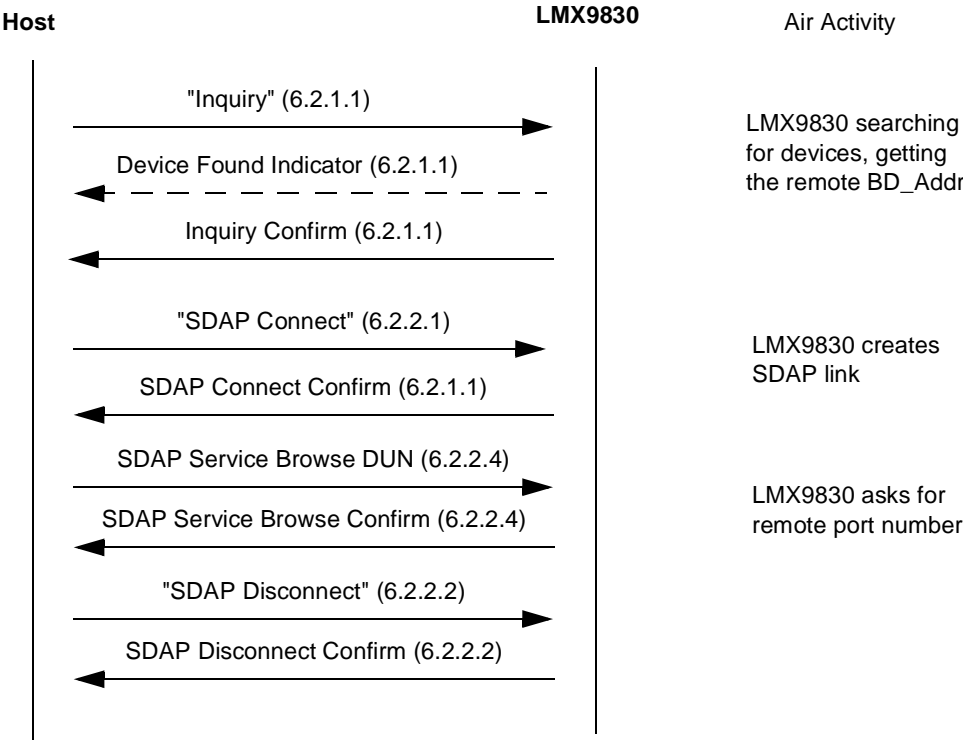 Host
LMX9830
Air Activity
"Inquiry" (6.2.1.1)
LMX9830 searching
for devices, getting
the remote BD_Addr
Device Found Indicator (6.2.1.1)
Inquiry Confirm (6.2.1.1)
"SDAP Connect" (6.2.2.1)
LMX9830 creates
SDAP link
SDAP Connect Confirm (6.2.1.1)
SDAP Service Browse DUN (6.2.2.4)
LMX9830 asks for
remote port number
SDAP Service Browse Confirm (6.2.2.4)
"SDAP Disconnect" (6.2.2.2)
SDAP Disconnect Confirm (6.2.2.2)